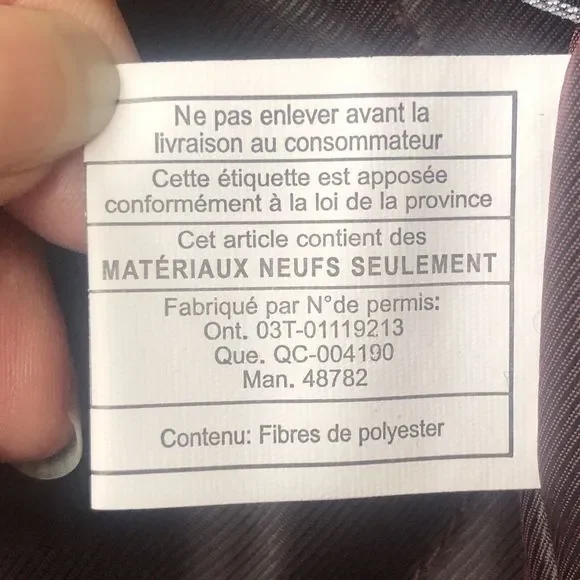 Ne pas enlever avant la
livraison au consommateur
Cette étiquette est apposée
conformément à la loi de la province
Cet article contient des
MATÉRIAUX NEUFS SEULEMENT
Fabriqué par N°de permis:
Ont. 03T-01119213
Que. QC-004190
Man. 48782
Contenu: Fibres de polyester